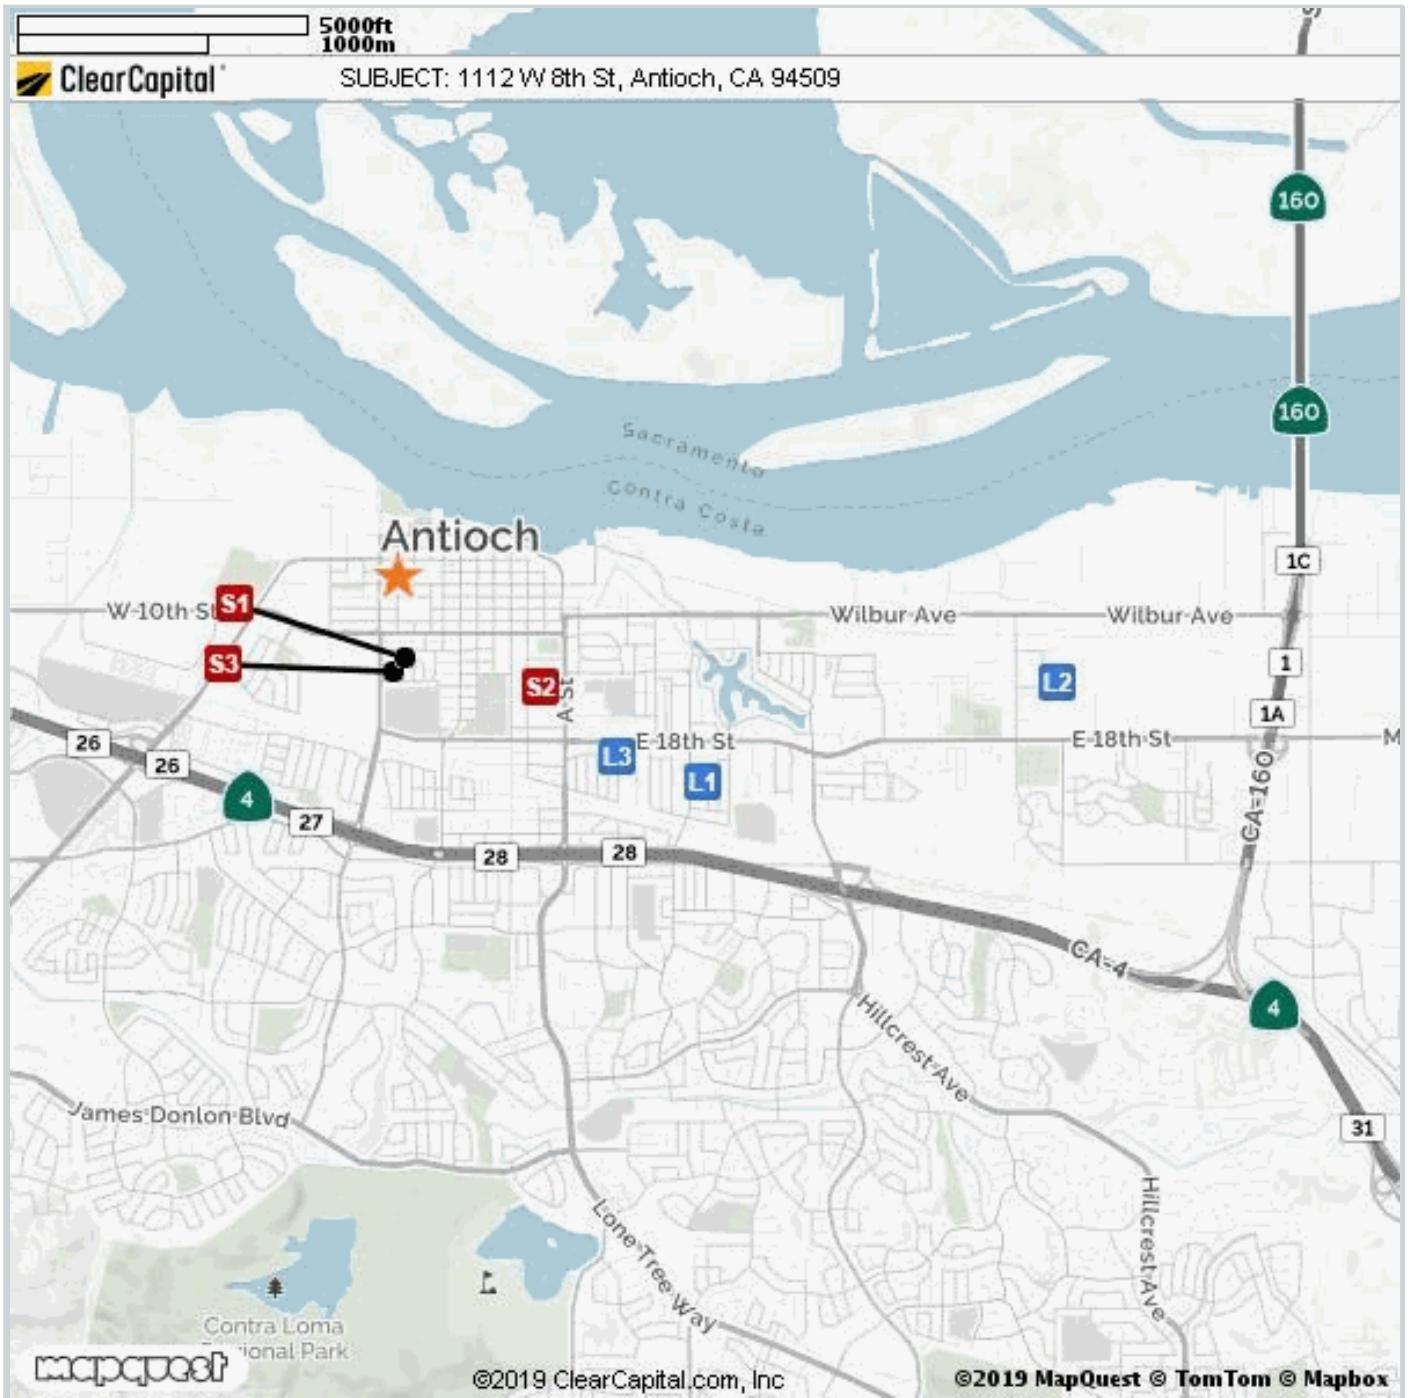 5000ft
1000m
ClearCapital
SUBJECT: 1112 W 8th St, Antioch, CA 94509
160
160
Sacramento
Contra Costa
Antioch
1C
W 10th St
S1
Wilbur Ave
Wilbur Ave
S3
S2
A St
L2
1
1A
26
26
L3
E 18th St
E 18th St
M
L1
4
27
28
28
CA-160
CA-4
4
Hillcrest Ave
James Donlon Blvd
31
Hillcrest Ave
Lone Tree Way
Contra Loma
Regional Park
mapquest
©2019 ClearCapital.com, Inc
©2019 MapQuest © TomTom © Mapbox